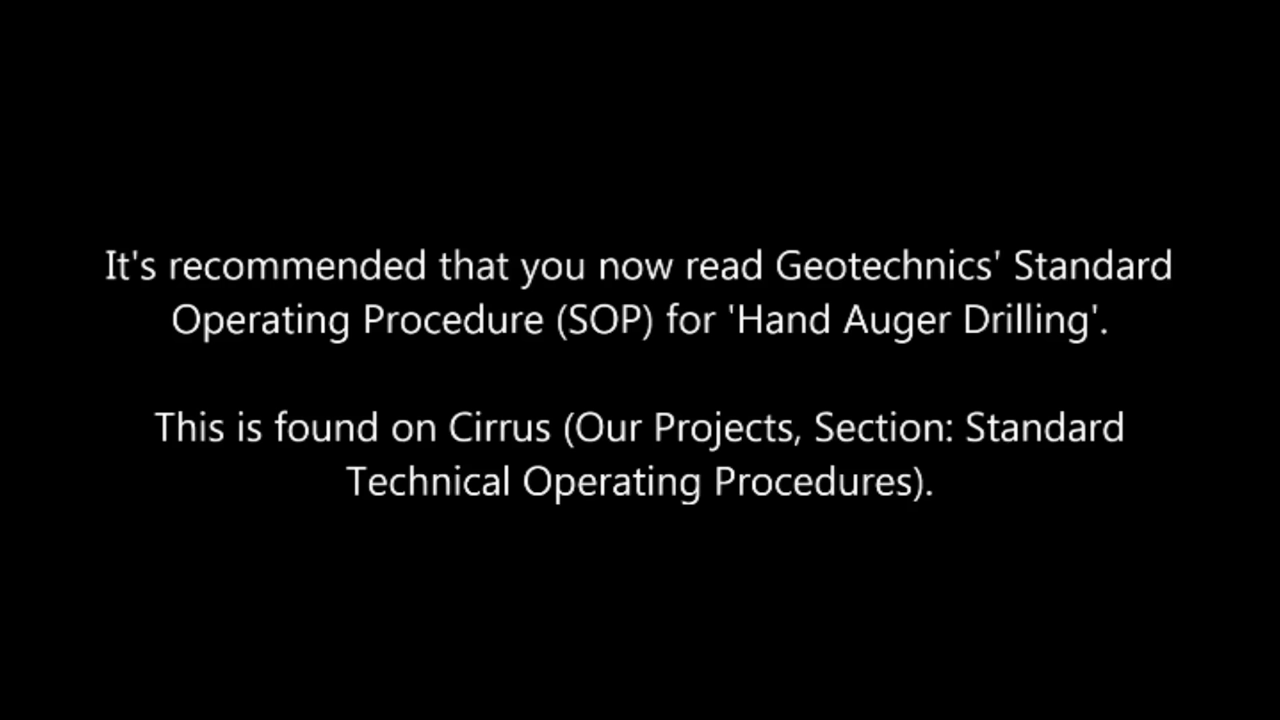 It's recommended that you now read Geotechnics' Standard
Operating Procedure (SOP) for 'Hand Auger Drilling'.
This is found on Cirrus (Our Projects, Section: Standard
Technical Operating Procedures).